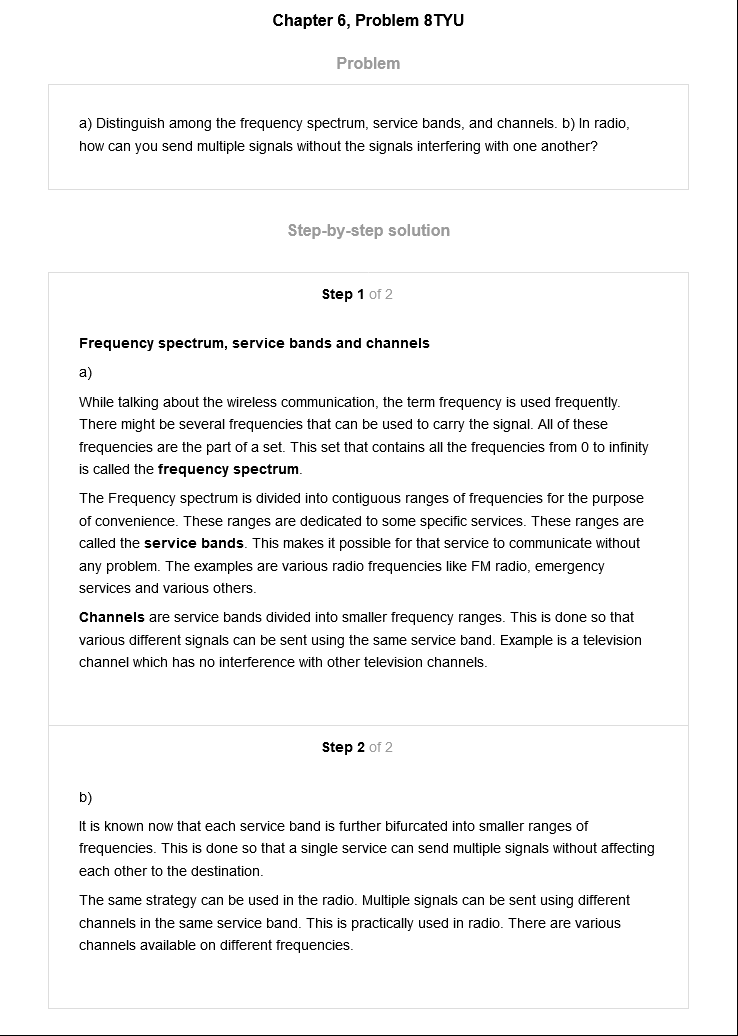 Chapter 6, Problem 8TYU
Problem
a) Distinguish among the frequency spectrum, service bands, and channels. b) In radio,
how can you send multiple signals without the signals interfering with one another?
Step-by-step solution
Step 1 of 2
Frequency spectrum, service bands and channels
a)
While talking about the wireless communication, the term frequency is used frequently.
There might be several frequencies that can be used to carry the signal. All of these
frequencies are the part of a set. This set that contains all the frequencies from 0 to infinity
is called the frequency spectrum.
The Frequency spectrum is divided into contiguous ranges of frequencies for the purpose
of convenience. These ranges are dedicated to some specific services. These ranges are
called the service bands. This makes it possible for that service to communicate without
any problem. The examples are various radio frequencies like FM radio, emergency
services and various others.
Channels are service bands divided into smaller frequency ranges. This is done so that
various different signals can be sent using the same service band. Example is a television
channel which has no interference with other television channels.
Step 2 of 2
b)
It is known now that each service band is further bifurcated into smaller ranges of
frequencies. This is done so that a single service can send multiple signals without affecting
each other to the destination.
The same strategy can be used in the radio. Multiple signals can be sent using different
channels in the same service band. This is practically used in radio. There are various
channels available on different frequencies.